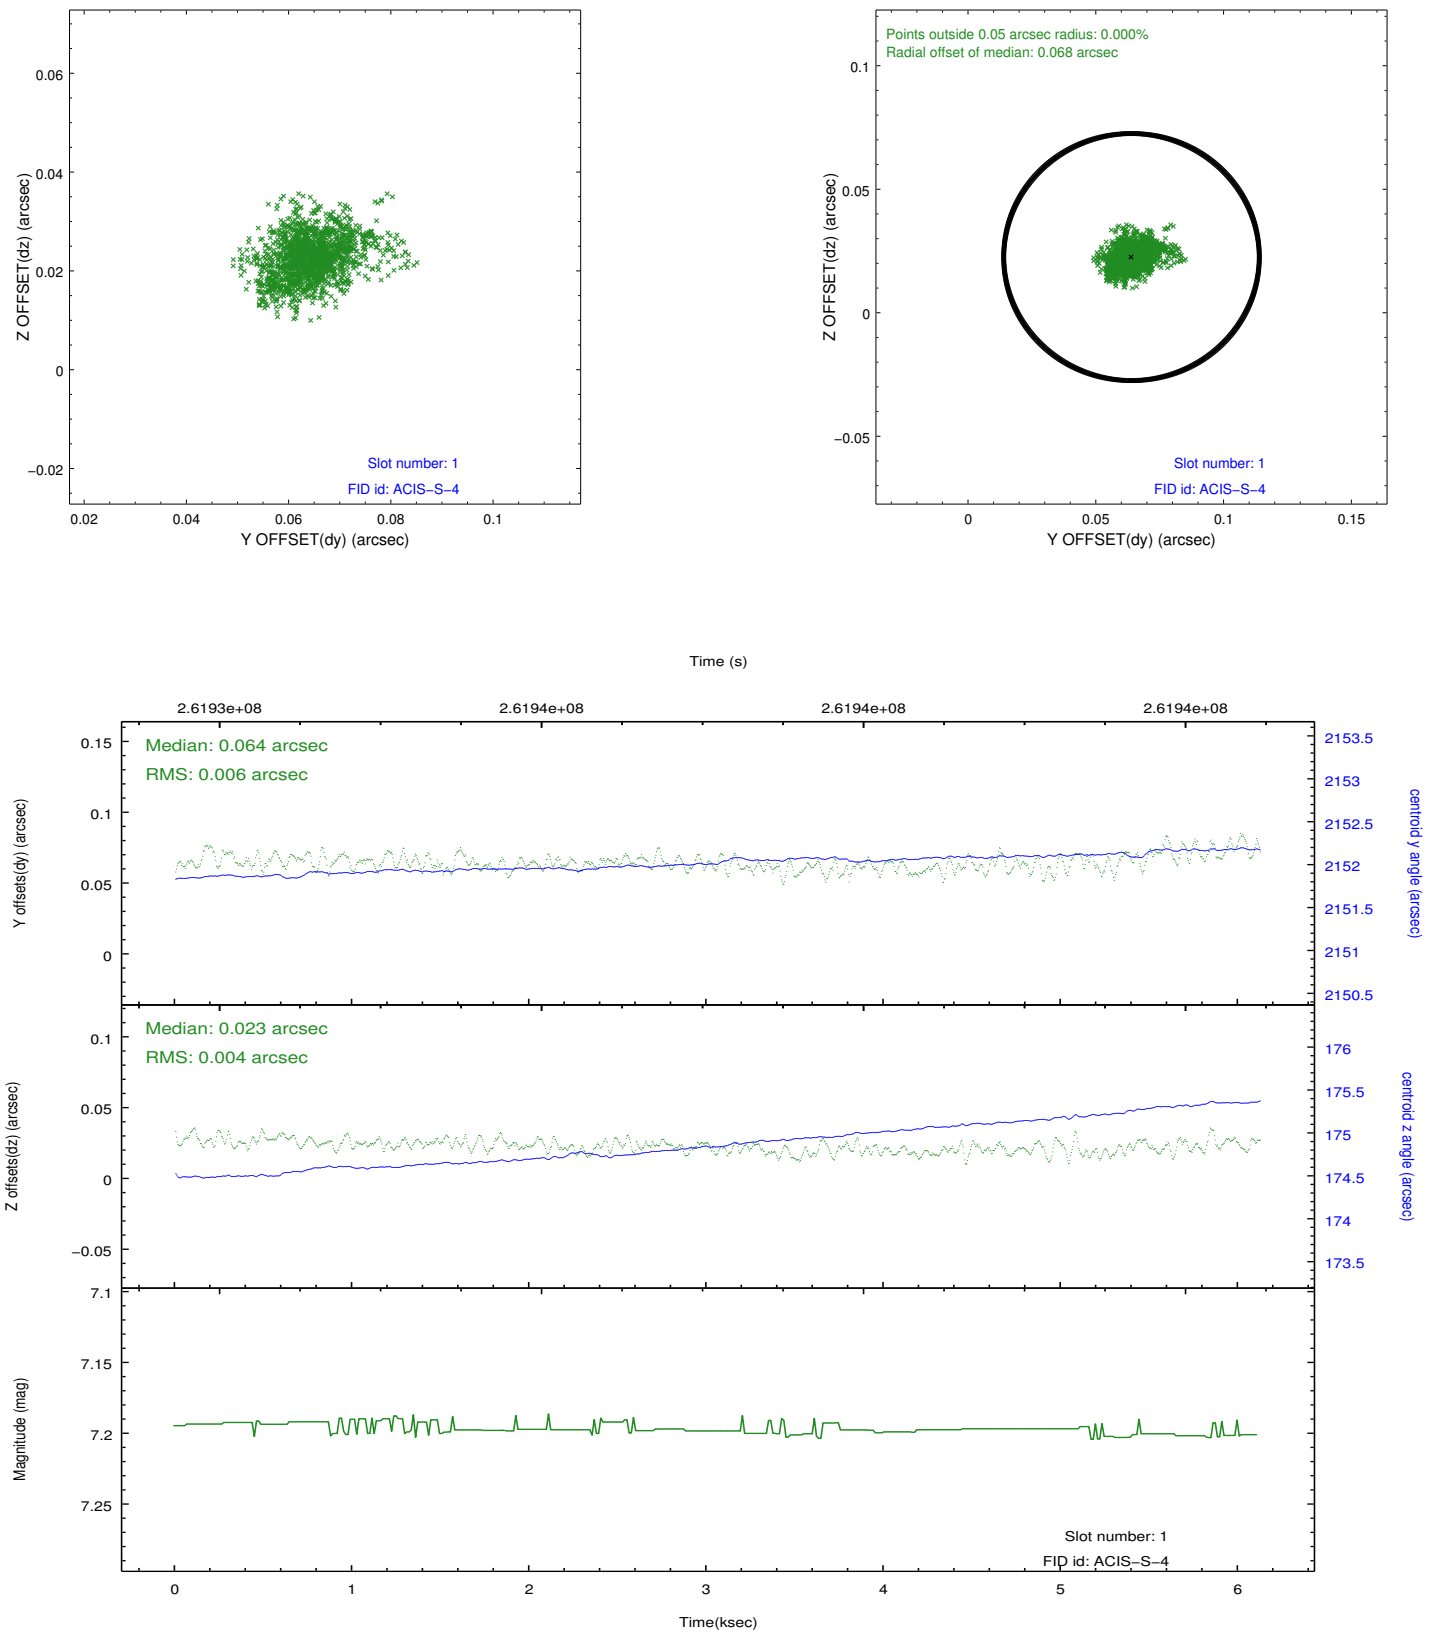 0.06
0.04
0.02
0
−0.02
Z OFFSET(dz) (arcsec)
Slot number: 1
FID id: ACIS−S−4
0.02 0.04 0.06 0.08 0.1
Y OFFSET(dy) (arcsec)
Points outside 0.05 arcsec radius: 0.000%
Radial offset of median: 0.068 arcsec
0.1
0.05
0
−0.05
Z OFFSET(dz) (arcsec)
Slot number: 1
FID id: ACIS−S−4
0 0.05 0.1 0.15
Y OFFSET(dy) (arcsec)
Time (s)
2.6193e+08 2.6194e+08 2.6194e+08 2.6194e+08
Median: 0.064 arcsec
RMS: 0.006 arcsec
0.15
0.1
0.05
0
Y offsets(dy) (arcsec)
2153.5
2153
2152.5
2152
2151.5
2151
2150.5
centroid y angle (arcsec)
Median: 0.023 arcsec
RMS: 0.004 arcsec
0.1
0.05
0
−0.05
Z offsets(dz) (arcsec)
176
175.5
175
174.5
174
173.5
centroid z angle (arcsec)
7.1
7.15
7.2
7.25
Magnitude (mag)
Slot number: 1
FID id: ACIS−S−4
0 1 2 3 4 5 6
Time(ksec)